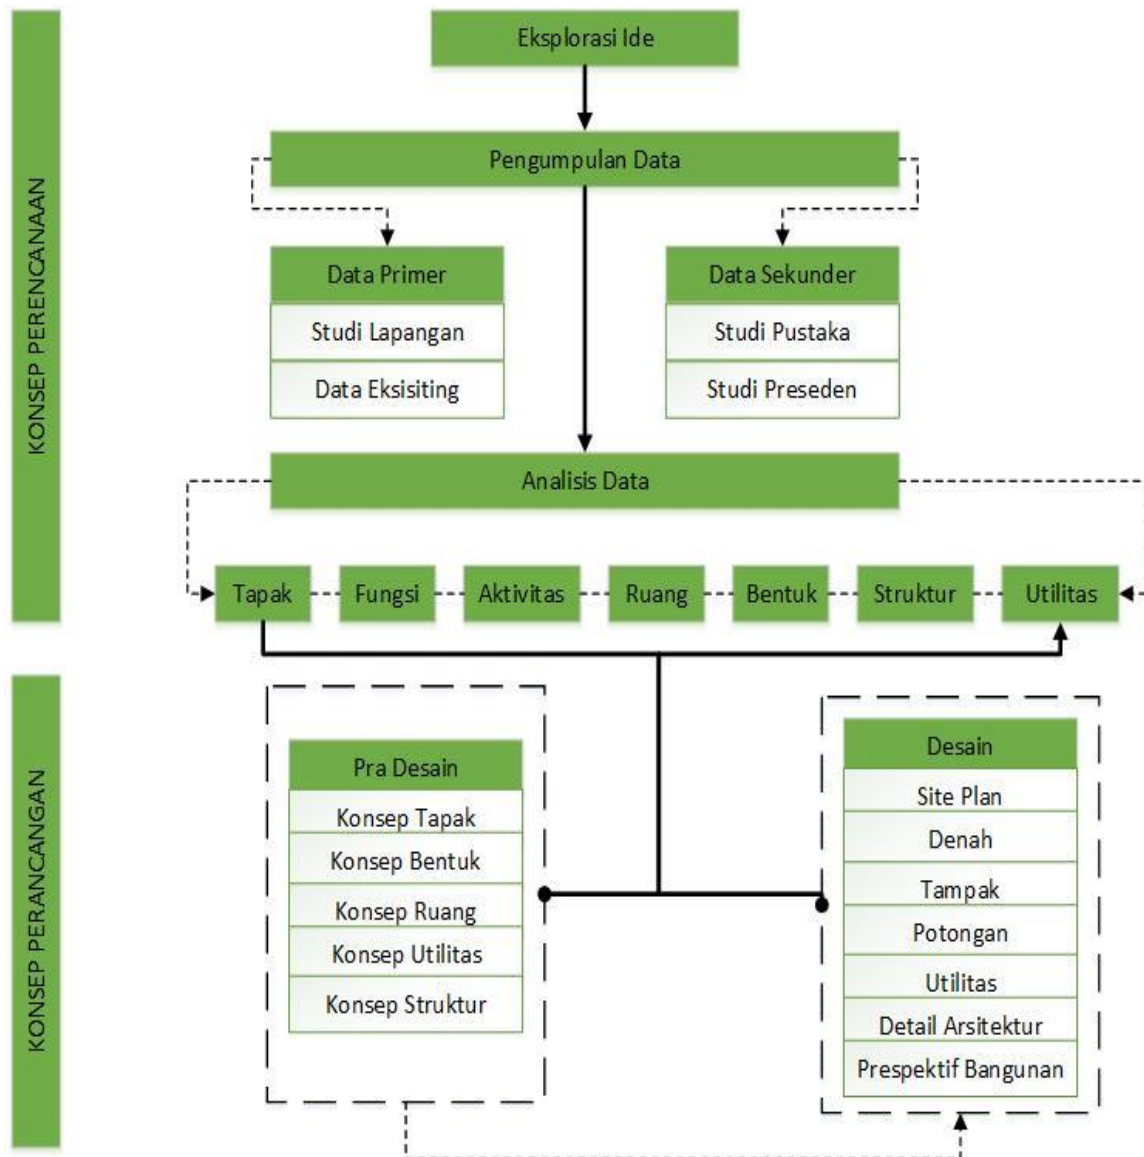 KONSEP PERENCANAAN
Eksplorasi Ide
Pengumpulan Data
Data Primer
Studi Lapangan
Data Eksisiting
Data Sekunder
Studi Pustaka
Studi Preseden
Analisis Data
Tapak
Fungsi
Aktivitas
Ruang
Bentuk
Struktur
Utilitas
KONSEP PERANCANGAN
Pra Desain
Konsep Tapak
Konsep Bentuk
Konsep Ruang
Konsep Utilitas
Konsep Struktur
Desain
Site Plan
Denah
Tampak
Potongan
Utilitas
Detail Arsitektur
Prespektif Bangunan